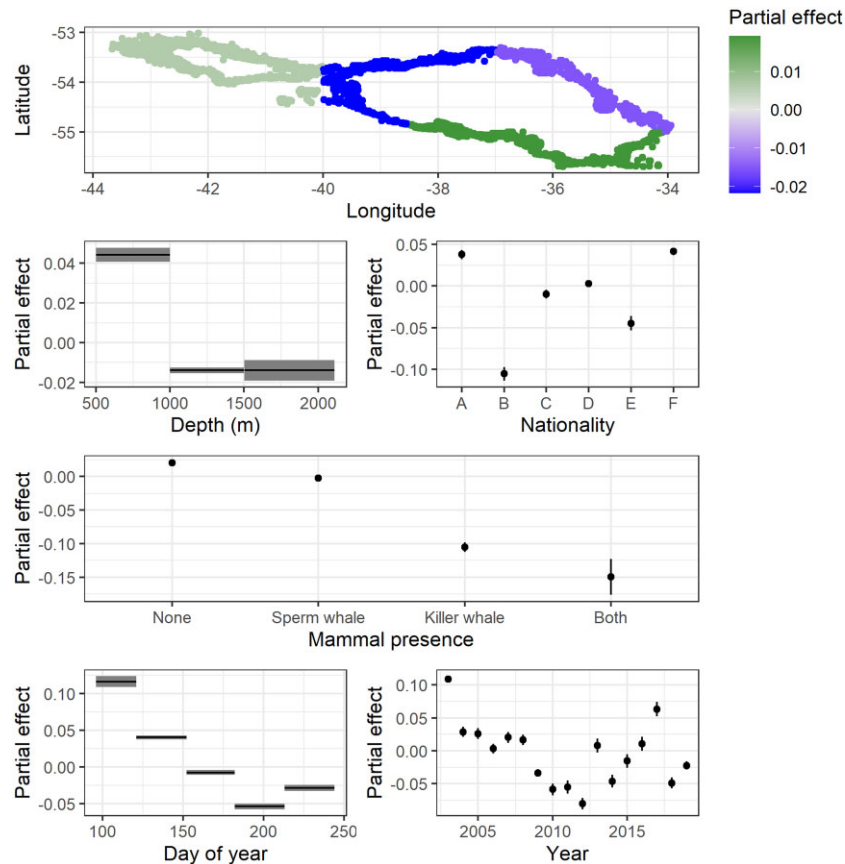 Partial effect
0.01
0.00
-0.01
-0.02
Latitude
-53
-54
-55
-44
-42
-40
-38
-36
-34
Longitude
Partial effect
0.04
0.02
0.00
-0.02
500
1000
1500
2000
Depth (m)
Partial effect
0.05
0.00
-0.05
-0.10
A
B
C
D
E
F
Nationality
Partial effect
0.00
-0.05
-0.10
-0.15
None
Sperm whale
Killer whale
Both
Mammal presence
Partial effect
0.10
0.05
0.00
-0.05
100
150
200
250
Day of year
Partial effect
0.10
0.05
0.00
-0.05
2005
2010
2015
Year